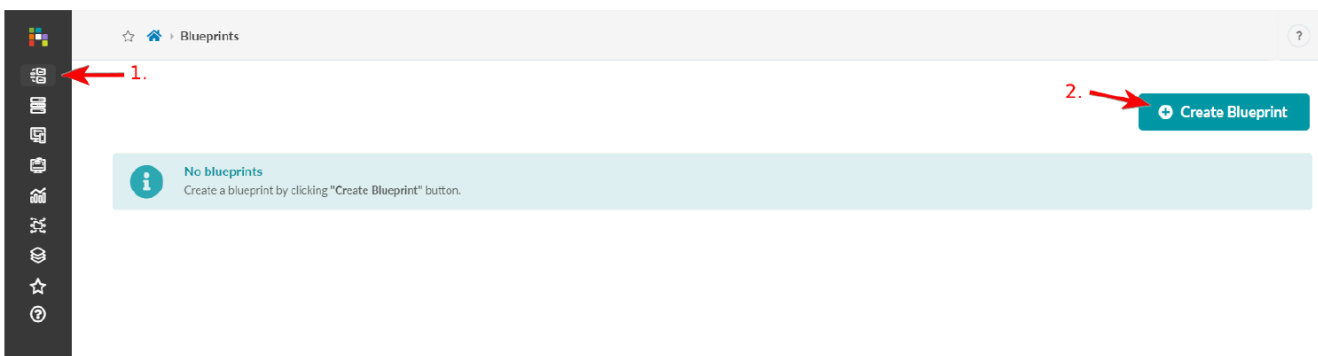 Blueprints
?
1.
2.
Create Blueprint
No blueprints
Create a blueprint by clicking "Create Blueprint" button.